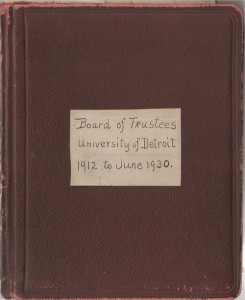 Board of Trustees
University of Detroit
1912 to June 1930.